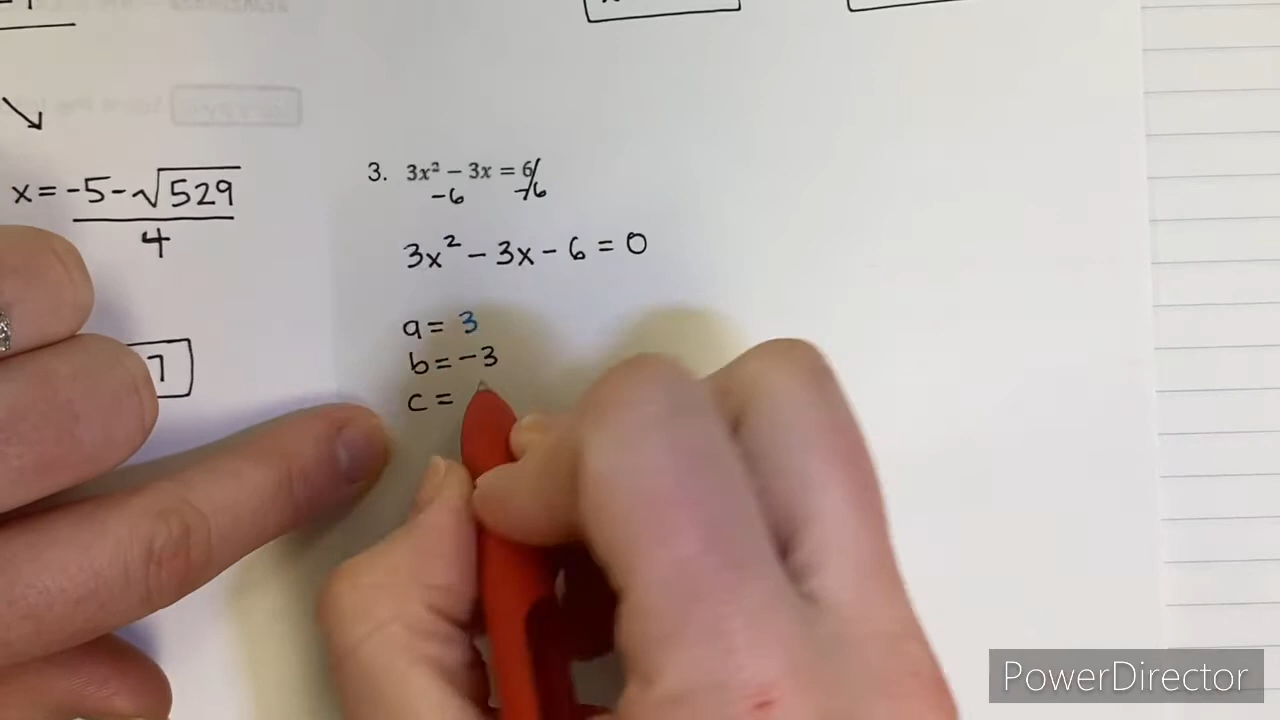 x = -5 - √529
4
7
3. 3x² − 3x = 6
-6 -6
3x² - 3x - 6 = 0
a = 3
b = -3
c =
PowerDirector